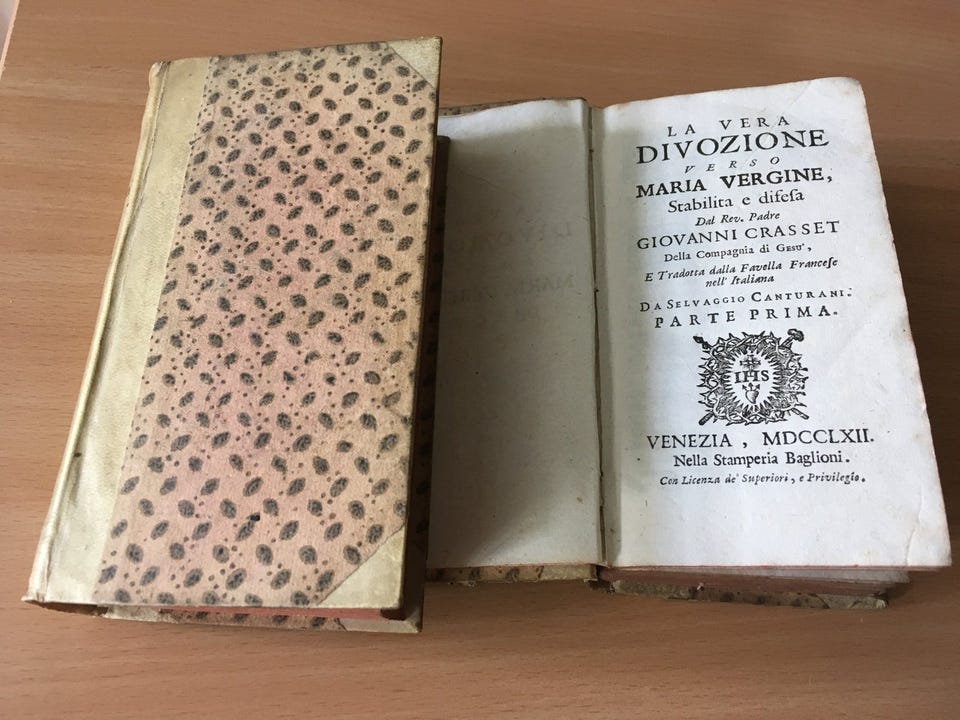 LA VERA
DIVOZIONE
VERSO
MARIA VERGINE,
Stabilita e difesa
Dal Rev. Padre
GIOVANNI CRASSET
Della Compagnia di GESU',
E Tradotta dalla Favella Francese
nell' Italiana
DA SELVAGGIO CANTURANI.
PARTE PRIMA.
IHS
VENEZIA, MDCCLXII.
Nella Stamperia Baglioni.
Con Licenza de' Superiori, e Privilegio.